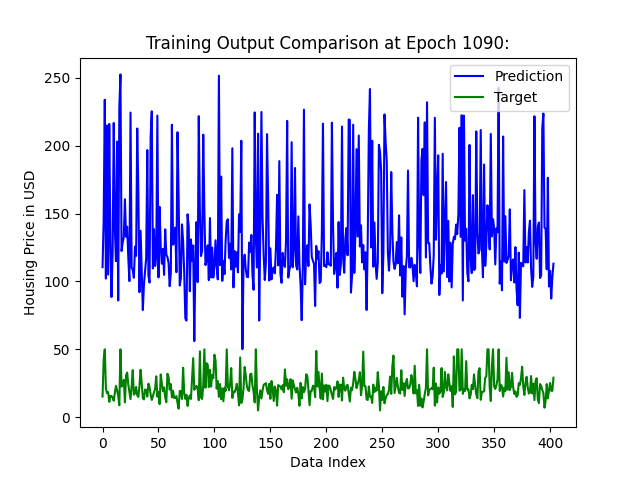 Training Output Comparison at Epoch 1090:
Prediction
Target
Housing Price in USD
250
200
150
100
50
0
0 50 100 150 200 250 300 350 400
Data Index